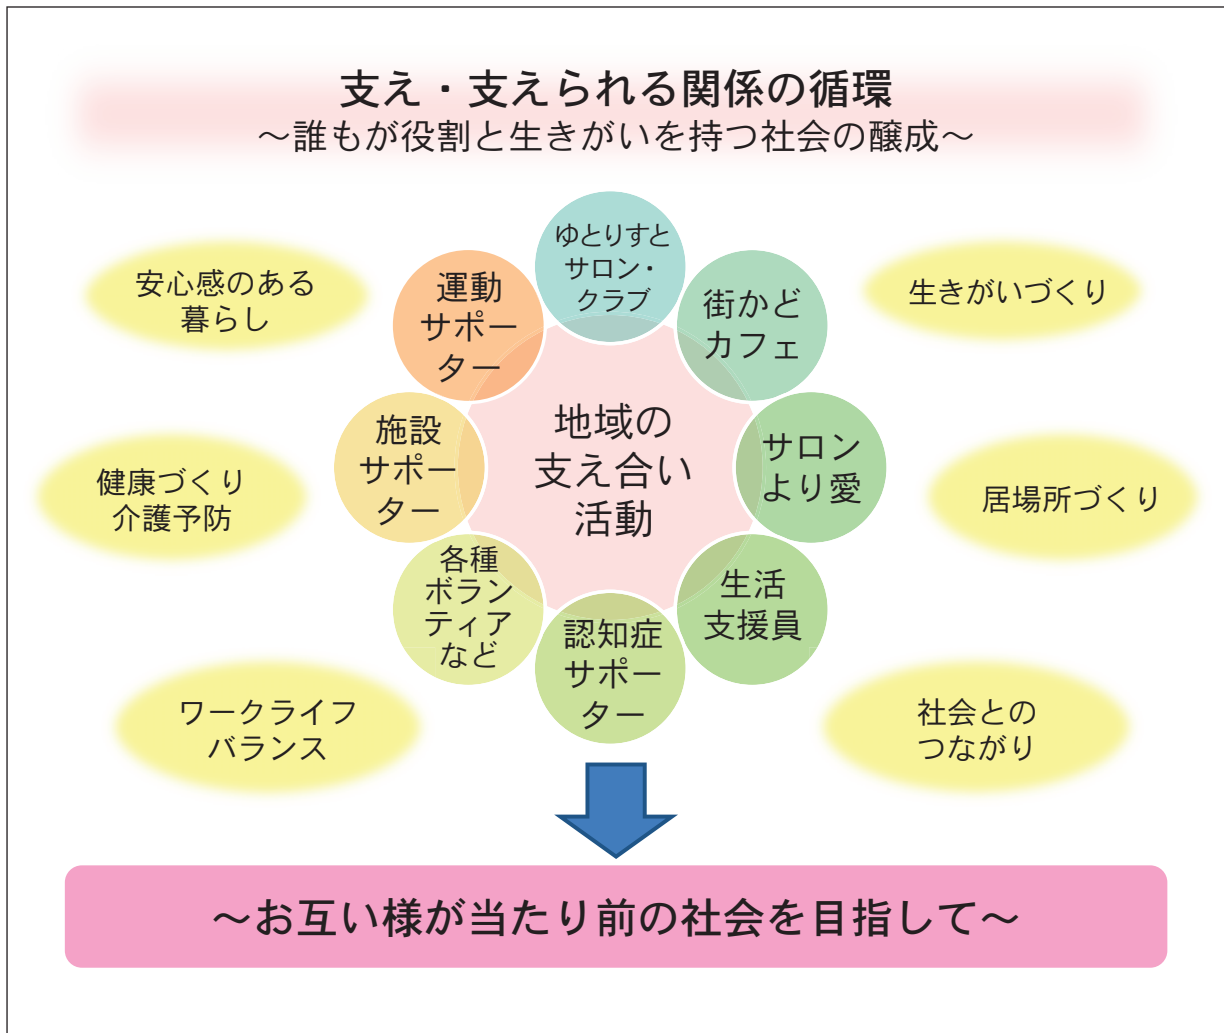 支え・支えられる関係の循環
～誰もが役割と生きがいを持つ社会の醸成～
ゆとりすと
サロン・
クラブ
街かど
カフェ
サロン
より愛
生活
支援員
認知症
サポー
ター
各種
ボラン
ティア
など
施設
サポー
ター
運動
サポー
ター
地域の
支え合い
活動
安心感のある
暮らし
健康づくり
介護予防
ワークライフ
バランス
生きがいづくり
居場所づくり
社会との
つながり
～お互い様が当たり前の社会を目指して～